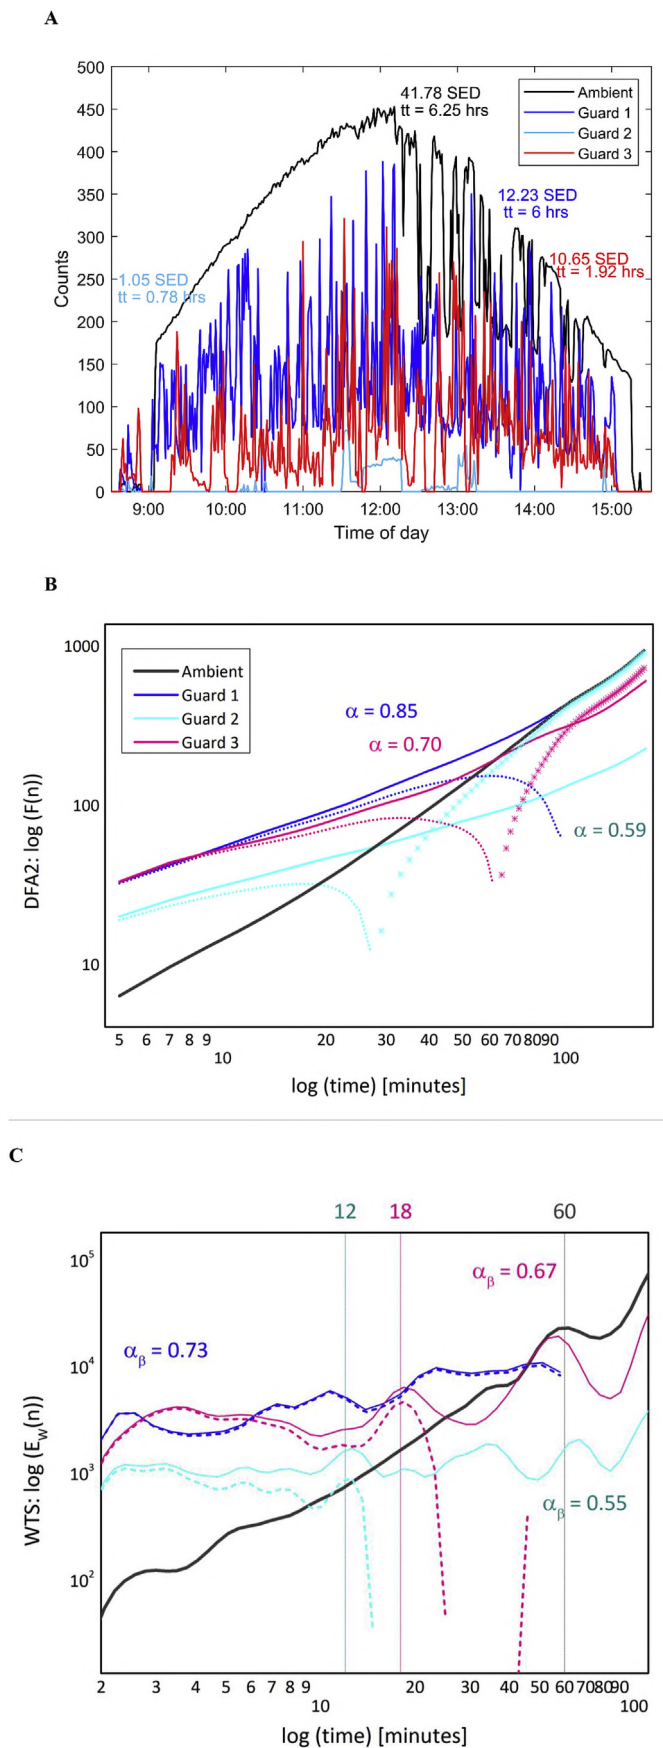 A
500
450
400
350
300
250
200
150
100
50
0
Counts
41.78 SED
tt = 6.25 hrs
Ambient
Guard 1
Guard 2
Guard 3
12.23 SED
tt = 6 hrs
10.65 SED
tt = 1.92 hrs
1.05 SED
tt = 0.78 hrs
9:00 10:00 11:00 12:00 13:00 14:00 15:00
Time of day
B
1000
100
10
DFA2: log (F(n))
Ambient
Guard 1
Guard 2
Guard 3
α = 0.85
α = 0.70
α = 0.59
5 6 7 8 9 20 30 40 50 60 70 80 90
10 100
log (time) [minutes]
C
12 18 60
10⁵
10⁴
10³
10²
WTS: log (E_W(n))
α_β = 0.67
α_β = 0.73
α_β = 0.55
2 3 4 5 6 7 8 9 20 30 40 50 60 70 80 90
10 100
log (time) [minutes]